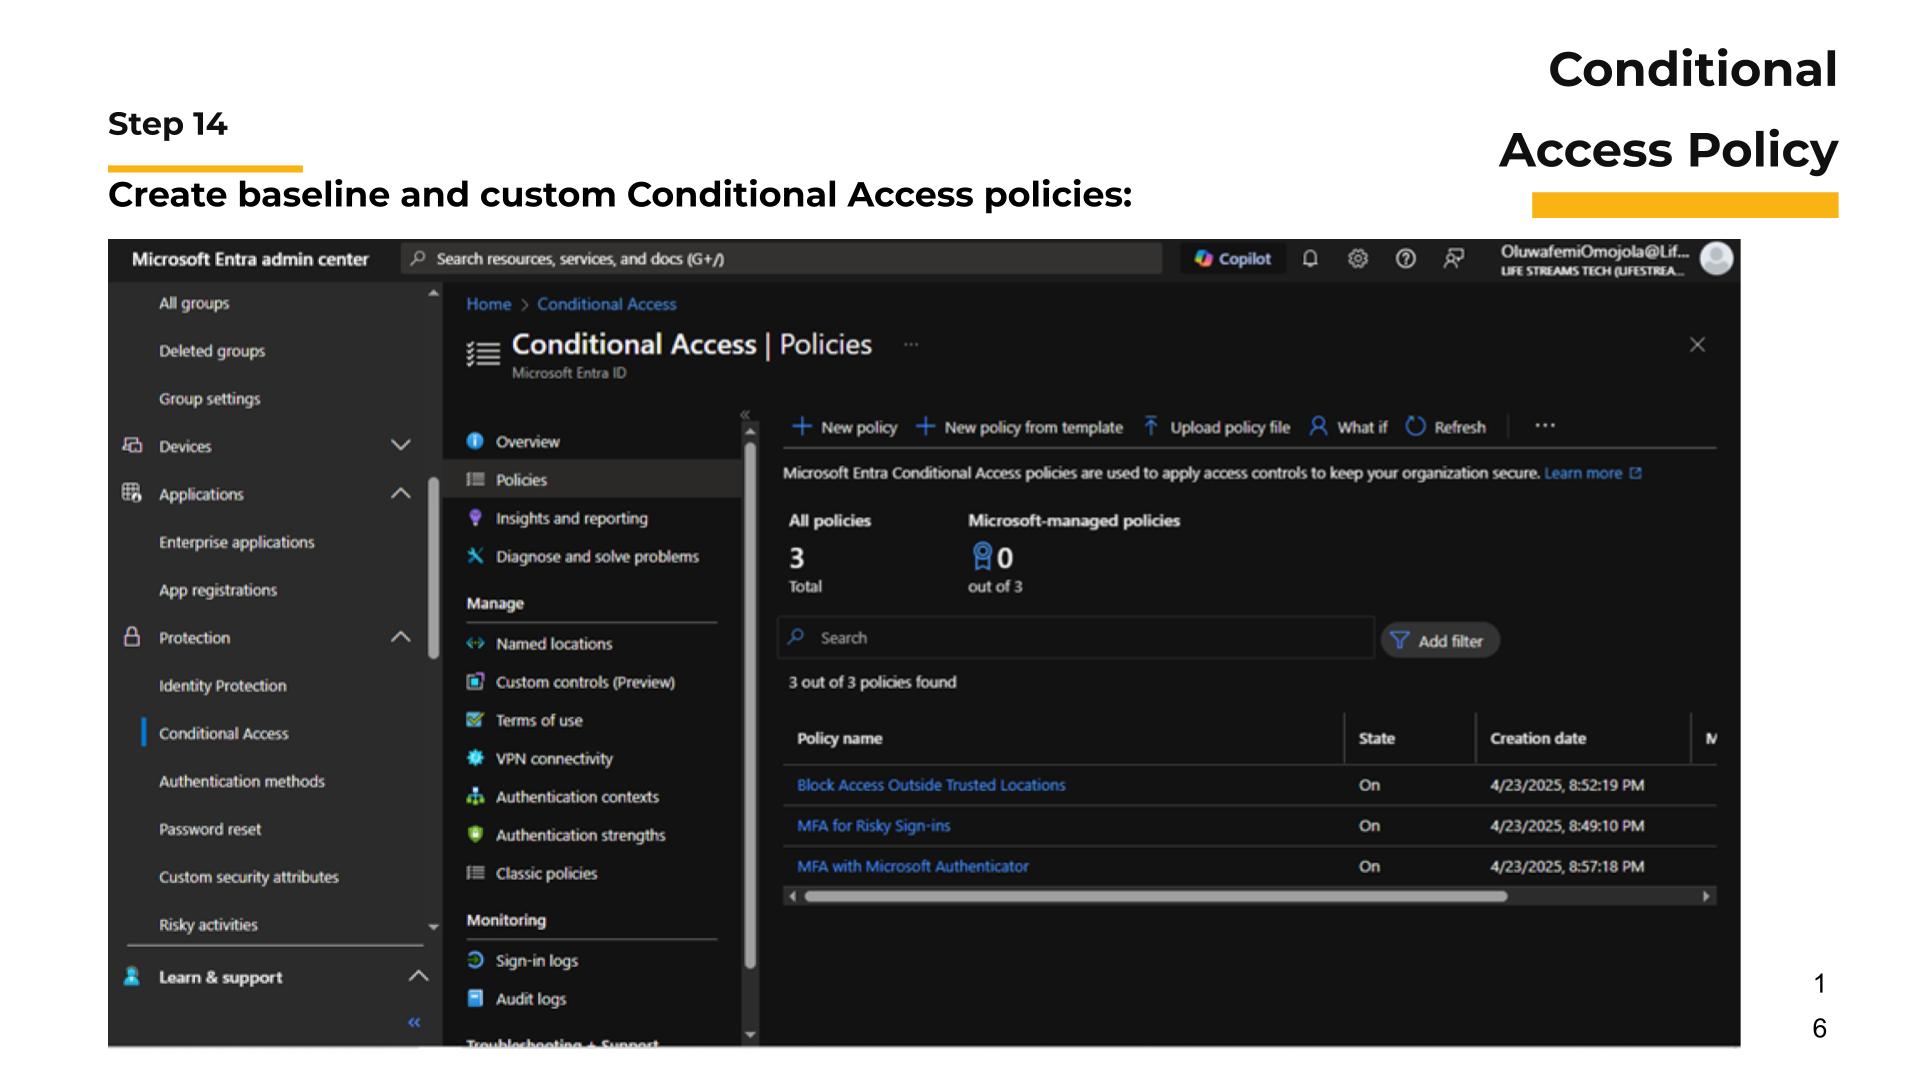 Conditional
Access Policy
Step 14
Create baseline and custom Conditional Access policies:
Microsoft Entra admin center
Search resources, services, and docs (G+/)
Copilot
OluwafemiOmojola@Lif...
LIFE STREAMS TECH (LIFESTREA...
All groups
Deleted groups
Group settings
Devices
Applications
Enterprise applications
App registrations
Protection
Identity Protection
Conditional Access
Authentication methods
Password reset
Custom security attributes
Risky activities
Learn & support
Home > Conditional Access
Conditional Access | Policies ...
Microsoft Entra ID
Overview
Policies
Insights and reporting
Diagnose and solve problems
Manage
Named locations
Custom controls (Preview)
Terms of use
VPN connectivity
Authentication contexts
Authentication strengths
Classic policies
Monitoring
Sign-in logs
Audit logs
Troubleshooting + Support
New policy New policy from template Upload policy file What if Refresh ...
Microsoft Entra Conditional Access policies are used to apply access controls to keep your organization secure. Learn more
All policies Microsoft-managed policies
3 0
Total out of 3
Search Add filter
3 out of 3 policies found
Policy name State Creation date M
Block Access Outside Trusted Locations On 4/23/2025, 8:52:19 PM
MFA for Risky Sign-ins On 4/23/2025, 8:49:10 PM
MFA with Microsoft Authenticator On 4/23/2025, 8:57:18 PM
1
6